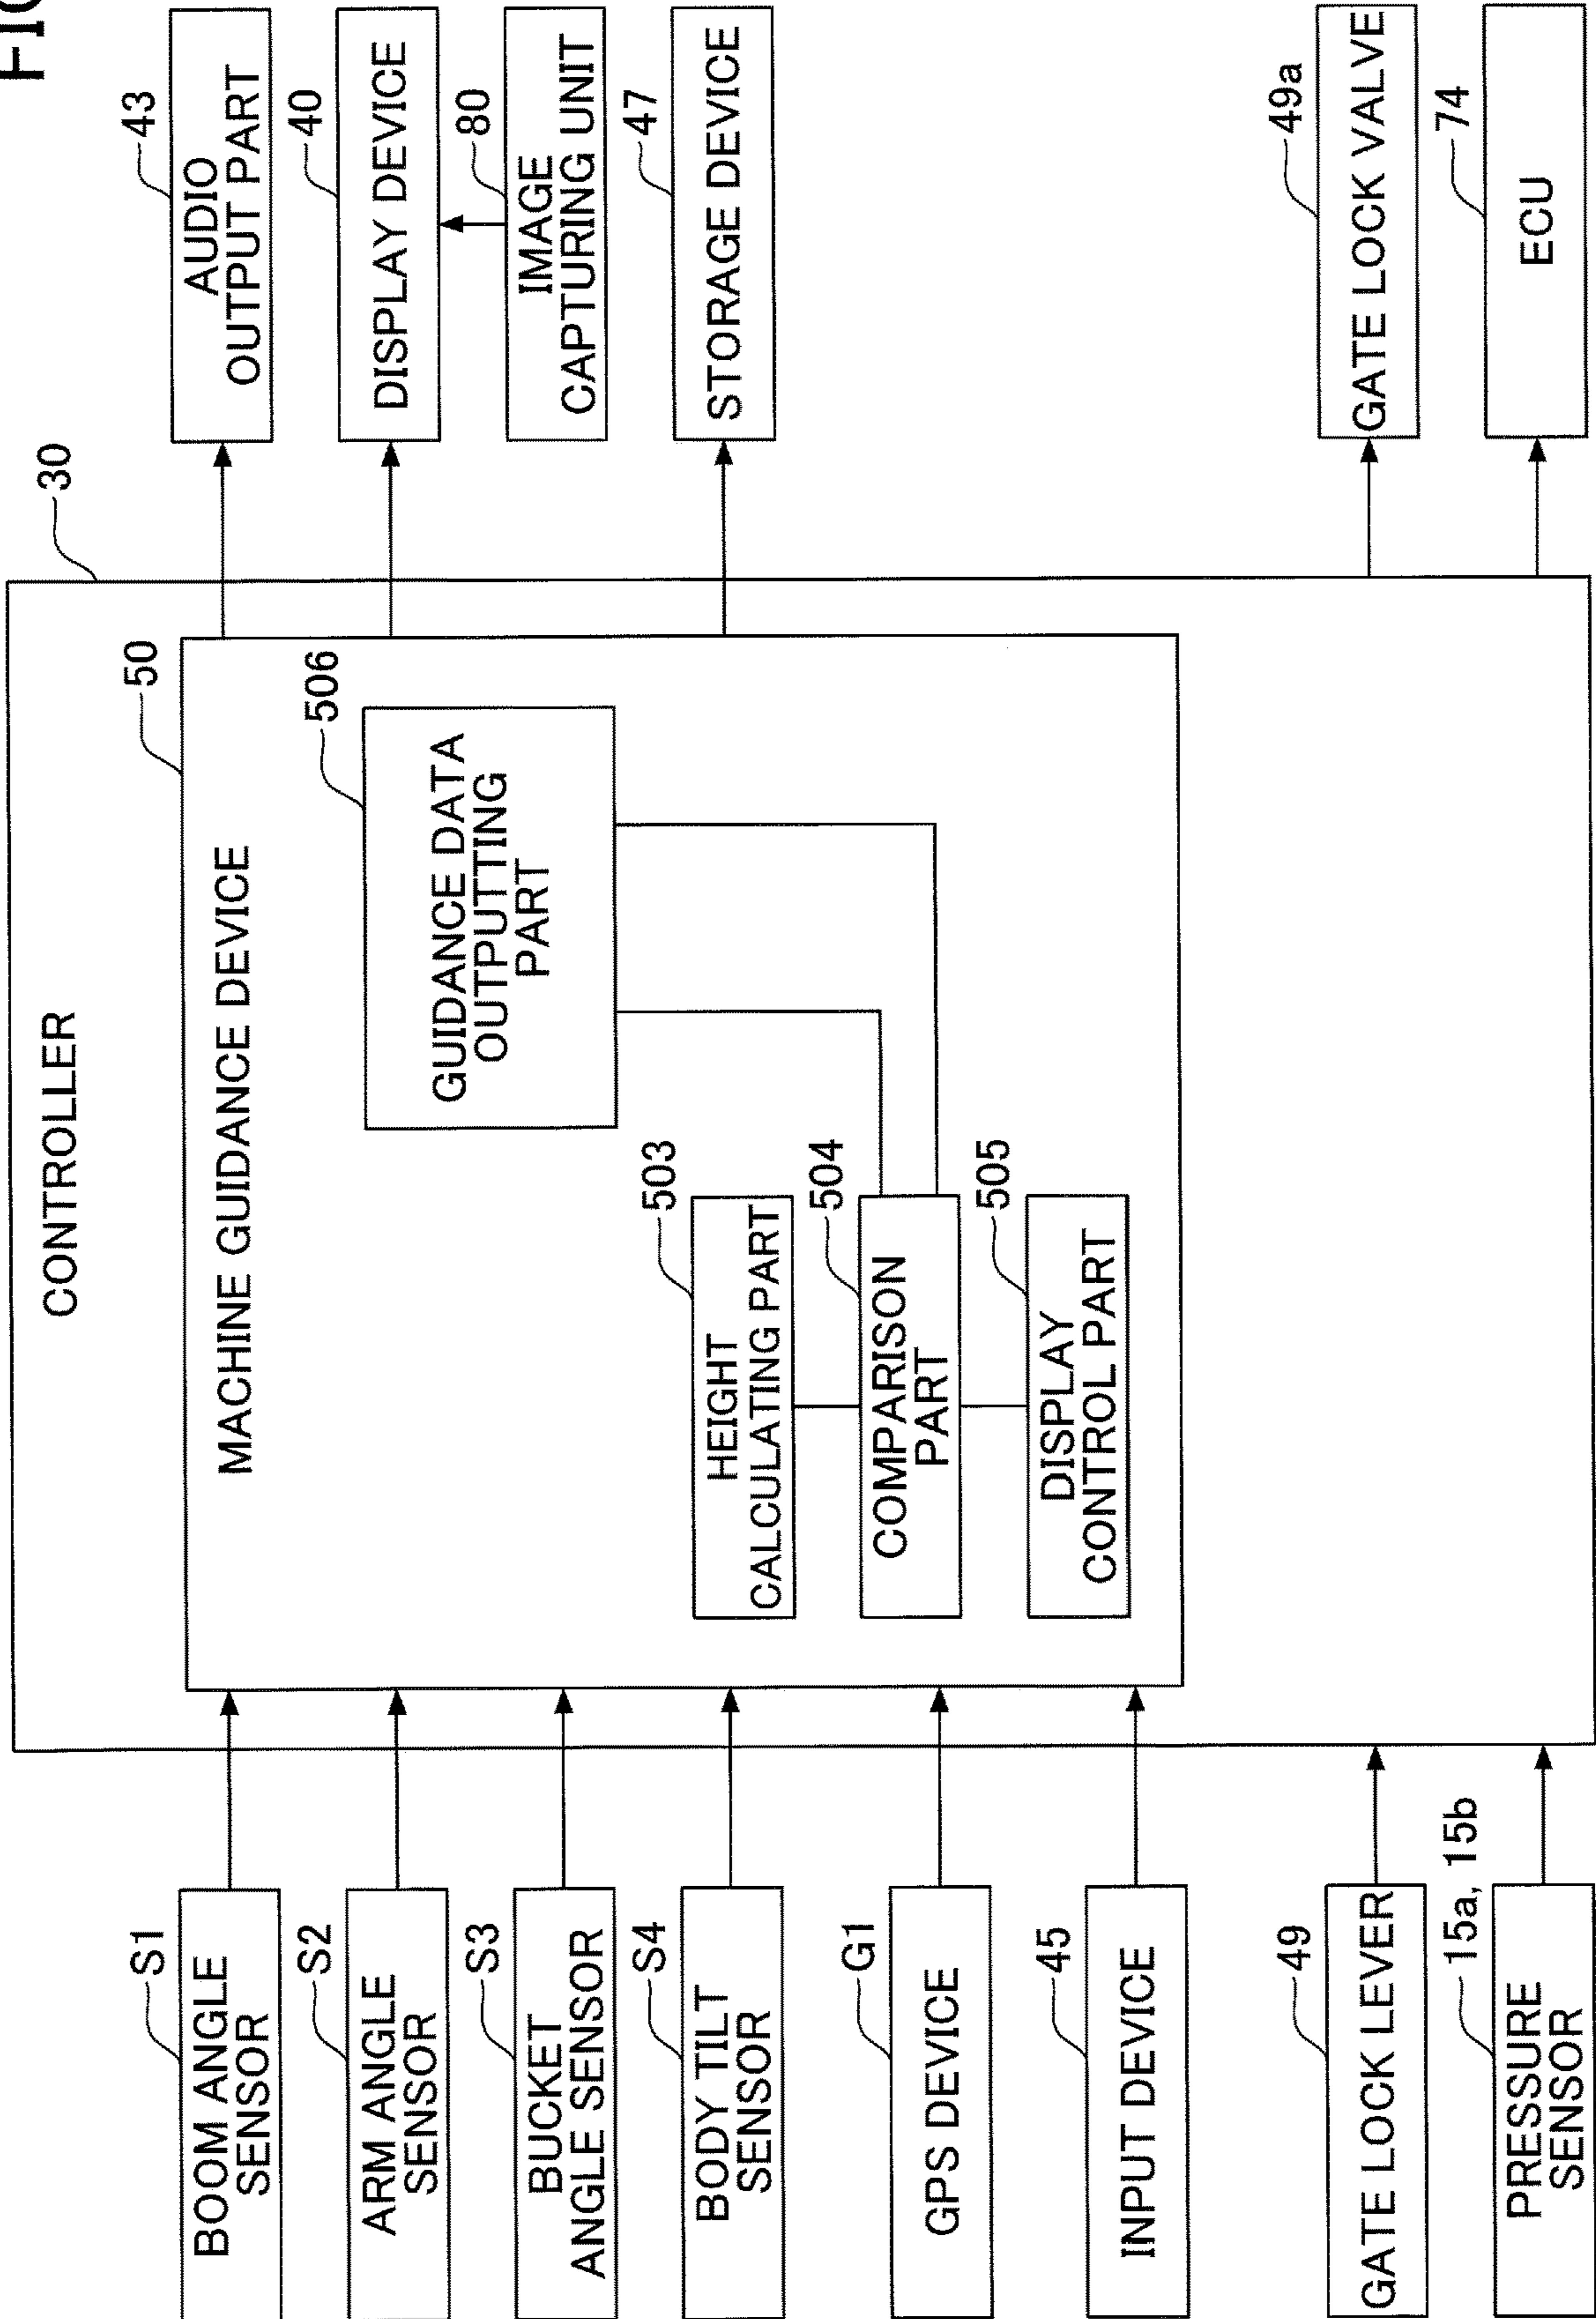 FIG
30
CONTROLLER
50
MACHINE GUIDANCE DEVICE
S1
BOOM ANGLE
SENSOR
S2
ARM ANGLE
SENSOR
S3
BUCKET
ANGLE SENSOR
S4
BODY TILT
SENSOR
G1
GPS DEVICE
45
INPUT DEVICE
49
GATE LOCK LEVER
15a, 15b
PRESSURE
SENSOR
503
HEIGHT
CALCULATING PART
504
COMPARISON
PART
505
DISPLAY
CONTROL PART
506
GUIDANCE DATA
OUTPUTTING
PART
43
AUDIO
OUTPUT PART
40
DISPLAY DEVICE
80
IMAGE
CAPTURING UNIT
47
STORAGE DEVICE
49a
GATE LOCK VALVE
74
ECU